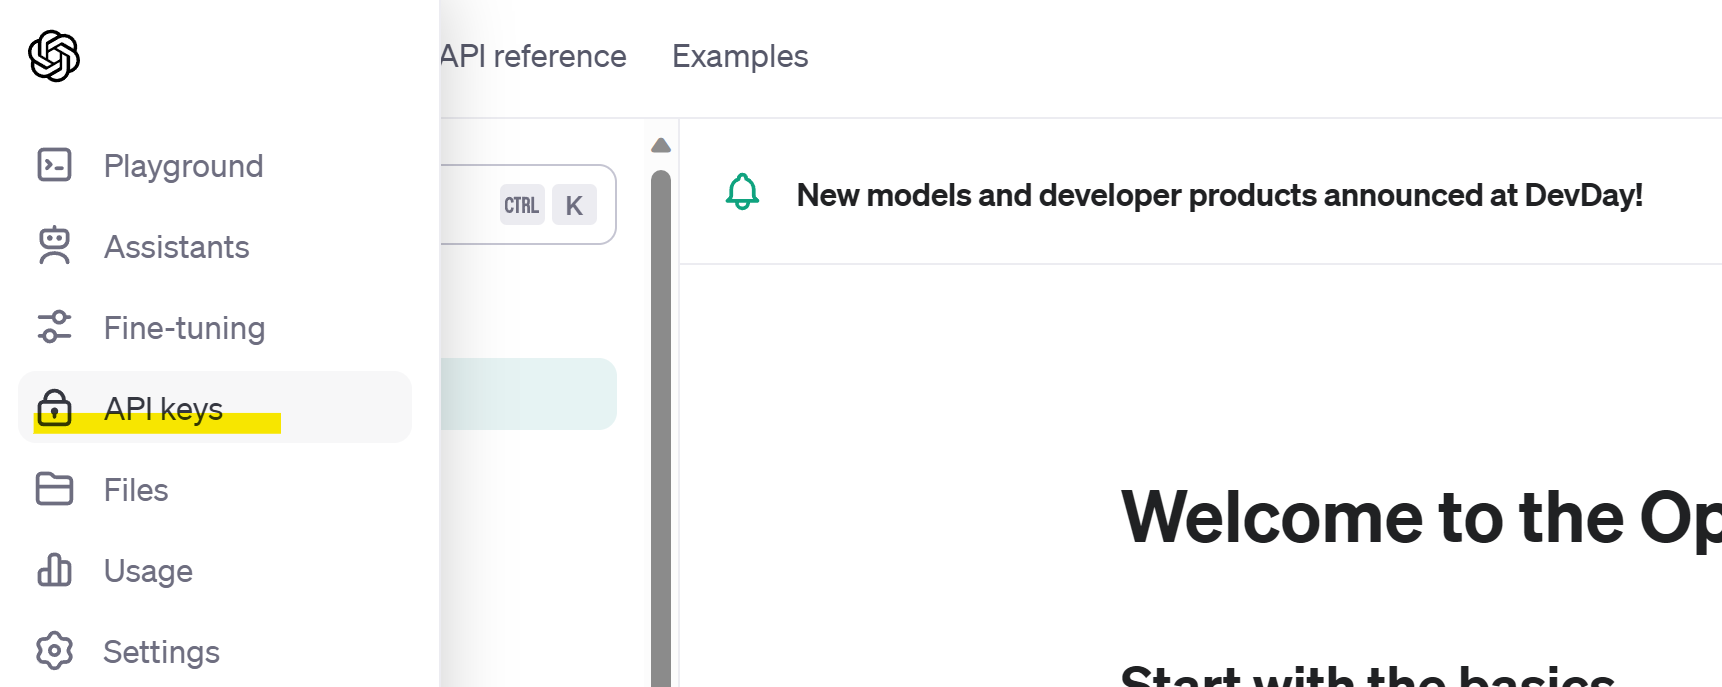 API reference
Examples
Playground
Assistants
Fine-tuning
API keys
Files
Usage
Settings
CTRL K
New models and developer products announced at DevDay!
Welcome to the Op
Start with the basics